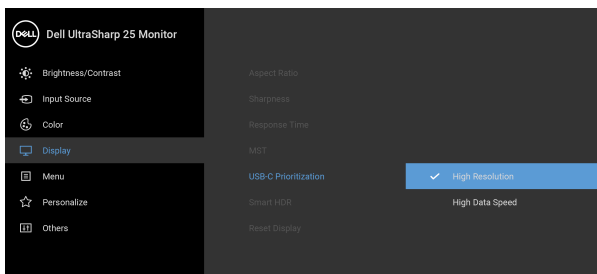 DELL
Dell UltraSharp 25 Monitor
Brightness/Contrast
Input Source
Color
Display
Menu
Personalize
Others
Aspect Ratio
Sharpness
Response Time
MST
USB-C Prioritization
Smart HDR
Reset Display
High Resolution
High Data Speed